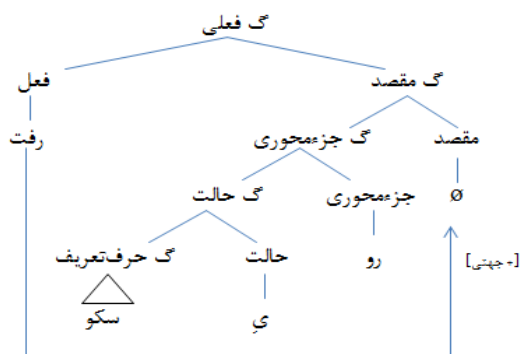 گ فعلی
گ مقصد فعل
مقصد گ جزءمحوری رفت
Ø جزءمحوری گ حالت
[+ جهتی] رو حالت گ حرف‌تعریف
یِ سکو